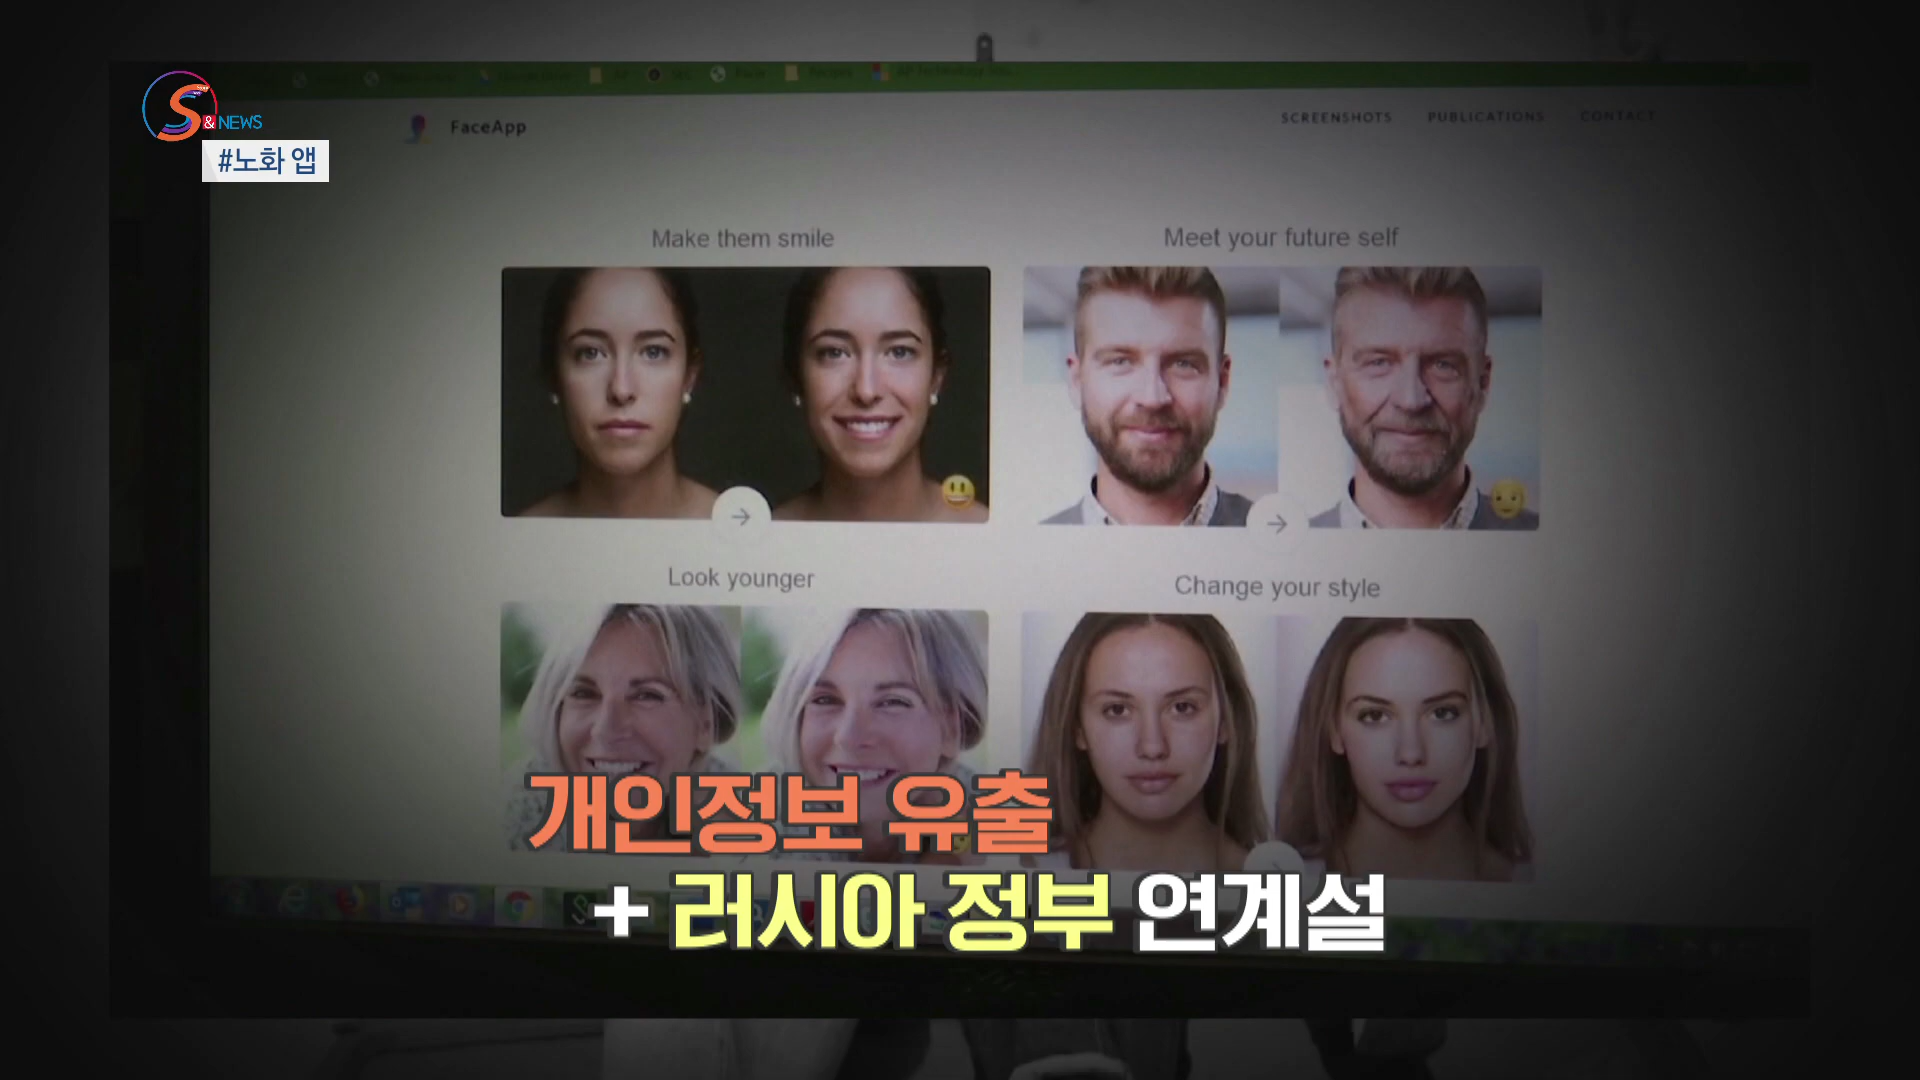 S&NEWS
#노화 앱
FaceApp
SCREENSHOTS PUBLICATIONS CONTACT
Make them smile
Meet your future self
Look younger
Change your style
개인정보 유출
+ 러시아 정부 연계설